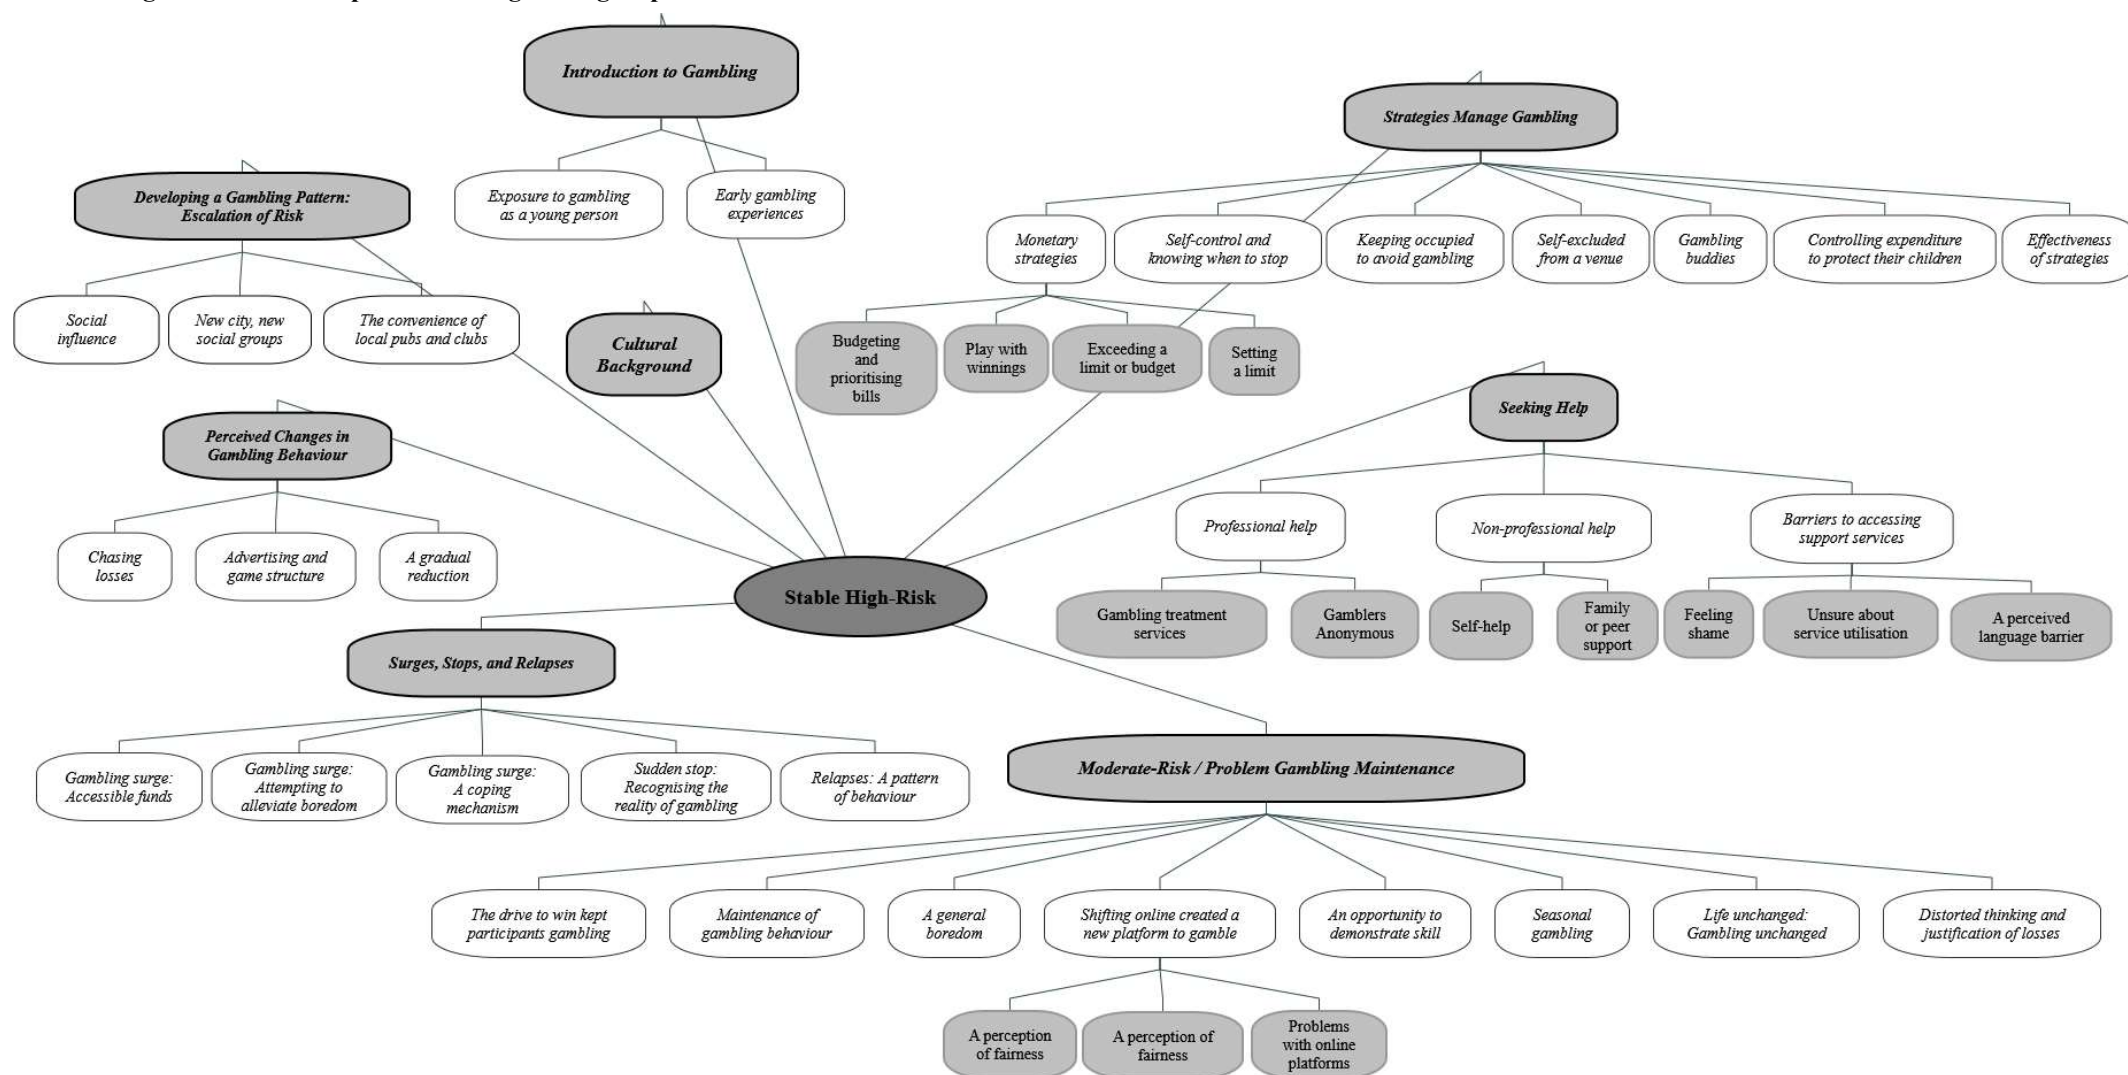 Introduction to Gambling
Exposure to gambling
as a young person
Early gambling
experiences
Strategies Manage Gambling
Monetary
strategies
Self-control and
knowing when to stop
Keeping occupied
to avoid gambling
Self-excluded
from a venue
Gambling
buddies
Controlling expenditure
to protect their children
Effectiveness
of strategies
Budgeting
and
prioritising
bills
Play with
winnings
Exceeding a
limit or budget
Setting
a limit
Developing a Gambling Pattern:
Escalation of Risk
Social
influence
New city, new
social groups
The convenience of
local pubs and clubs
Cultural
Background
Perceived Changes in
Gambling Behaviour
Chasing
losses
Advertising and
game structure
A gradual
reduction
Seeking Help
Professional help
Non-professional help
Barriers to accessing
support services
Gambling treatment
services
Gamblers
Anonymous
Self-help
Family
or peer
support
Feeling
shame
Unsure about
service utilisation
A perceived
language barrier
Stable High-Risk
Surges, Stops, and Relapses
Gambling surge:
Accessible funds
Gambling surge:
Attempting to
alleviate boredom
Gambling surge:
A coping
mechanism
Sudden stop:
Recognising the
reality of gambling
Relapses: A pattern
of behaviour
Moderate-Risk / Problem Gambling Maintenance
The drive to win kept
participants gambling
Maintenance of
gambling behaviour
A general
boredom
Shifting online created a
new platform to gamble
An opportunity to
demonstrate skill
Seasonal
gambling
Life unchanged:
Gambling unchanged
Distorted thinking and
justification of losses
A perception
of fairness
A perception of
fairness
Problems
with online
platforms